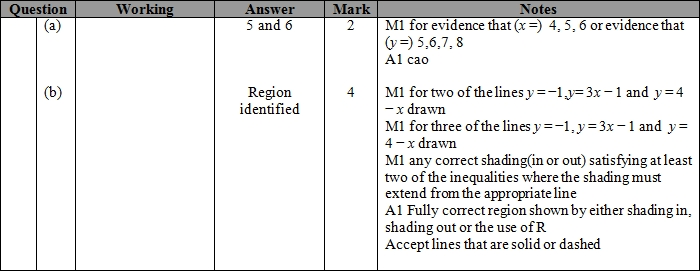 Question Working Answer Mark Notes
(a) 5 and 6 2 M1 for evidence that (x =) 4, 5, 6 or evidence that
(y =) 5,6,7, 8
A1 cao
(b) Region 4 M1 for two of the lines y = −1,y = 3x − 1 and y = 4
identified − x drawn
M1 for three of the lines y = −1, y = 3x − 1 and y =
4 − x drawn
M1 any correct shading(in or out) satisfying at least
two of the inequalities where the shading must
extend from the appropriate line
A1 Fully correct region shown by either shading in,
shading out or the use of R
Accept lines that are solid or dashed